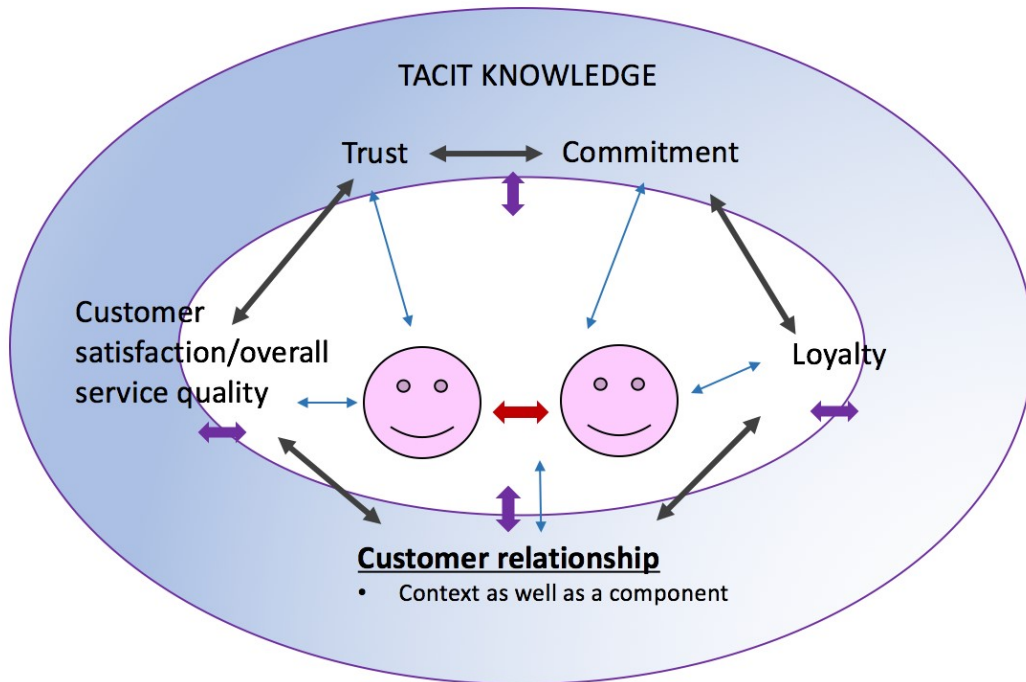 TACIT KNOWLEDGE
Trust
Commitment
Customer
satisfaction/overall
service quality
Loyalty
Customer relationship
• Context as well as a component